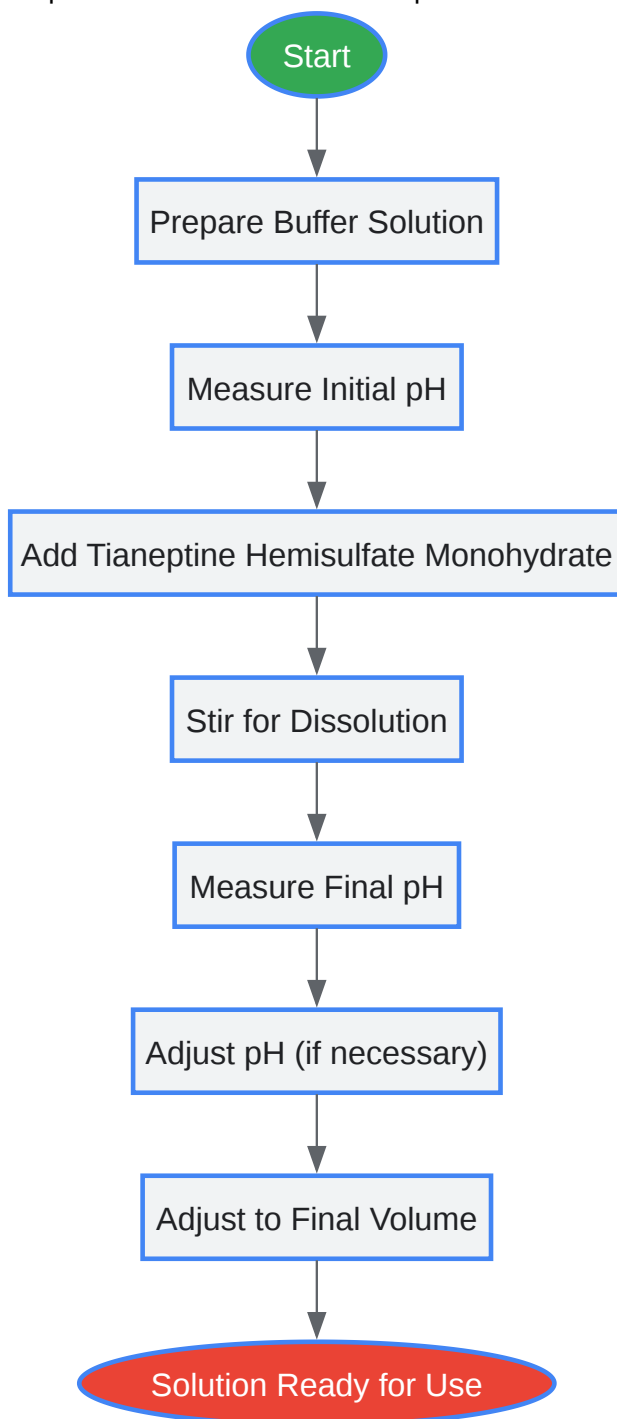 Start
Prepare Buffer Solution
Measure Initial pH
Add Tianeptine Hemisulfate Monohydrate
Stir for Dissolution
Measure Final pH
Adjust pH (if necessary)
Adjust to Final Volume
Solution Ready for Use